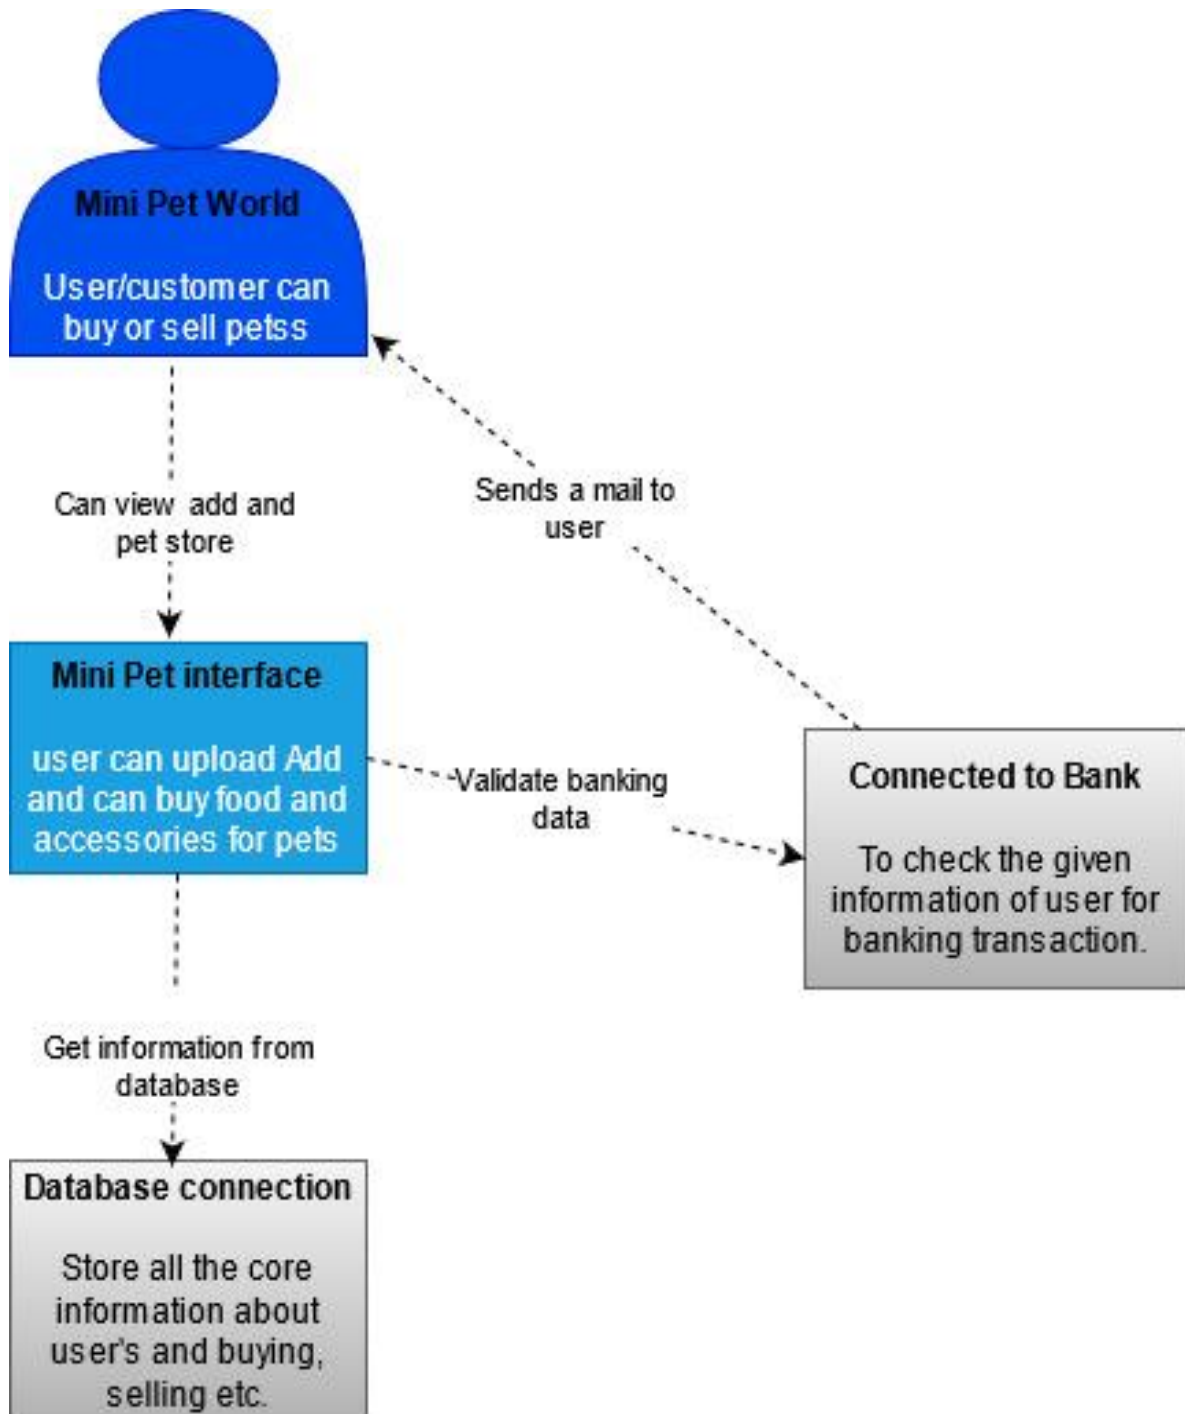 Mini Pet World
User/customer can
buy or sell petss
Can view add and
pet store
Sends a mail to
user
Mini Pet interface
user can upload Add
and can buy food and
accessories for pets
Validate banking
data
Connected to Bank
To check the given
information of user for
banking transaction.
Get information from
database
Database connection
Store all the core
information about
user's and buying,
selling etc.